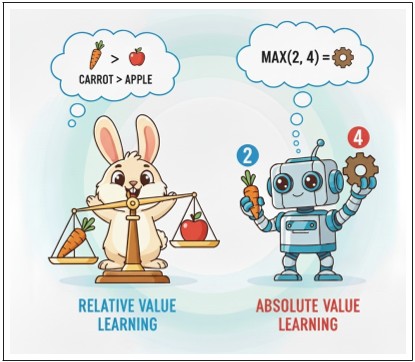 >
CARROT > APPLE
MAX(2, 4) =
2
4
RELATIVE VALUE
LEARNING
ABSOLUTE VALUE
LEARNING